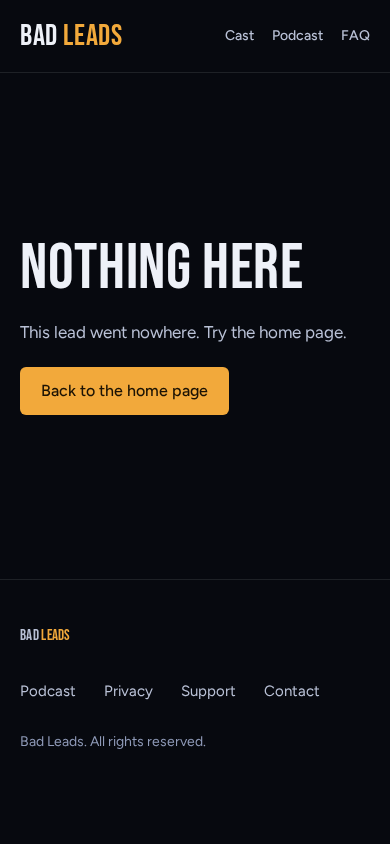 BAD LEADS
Cast Podcast FAQ
NOTHING HERE
This lead went nowhere. Try the home page.
Back to the home page
BAD LEADS
Podcast Privacy Support Contact
Bad Leads. All rights reserved.